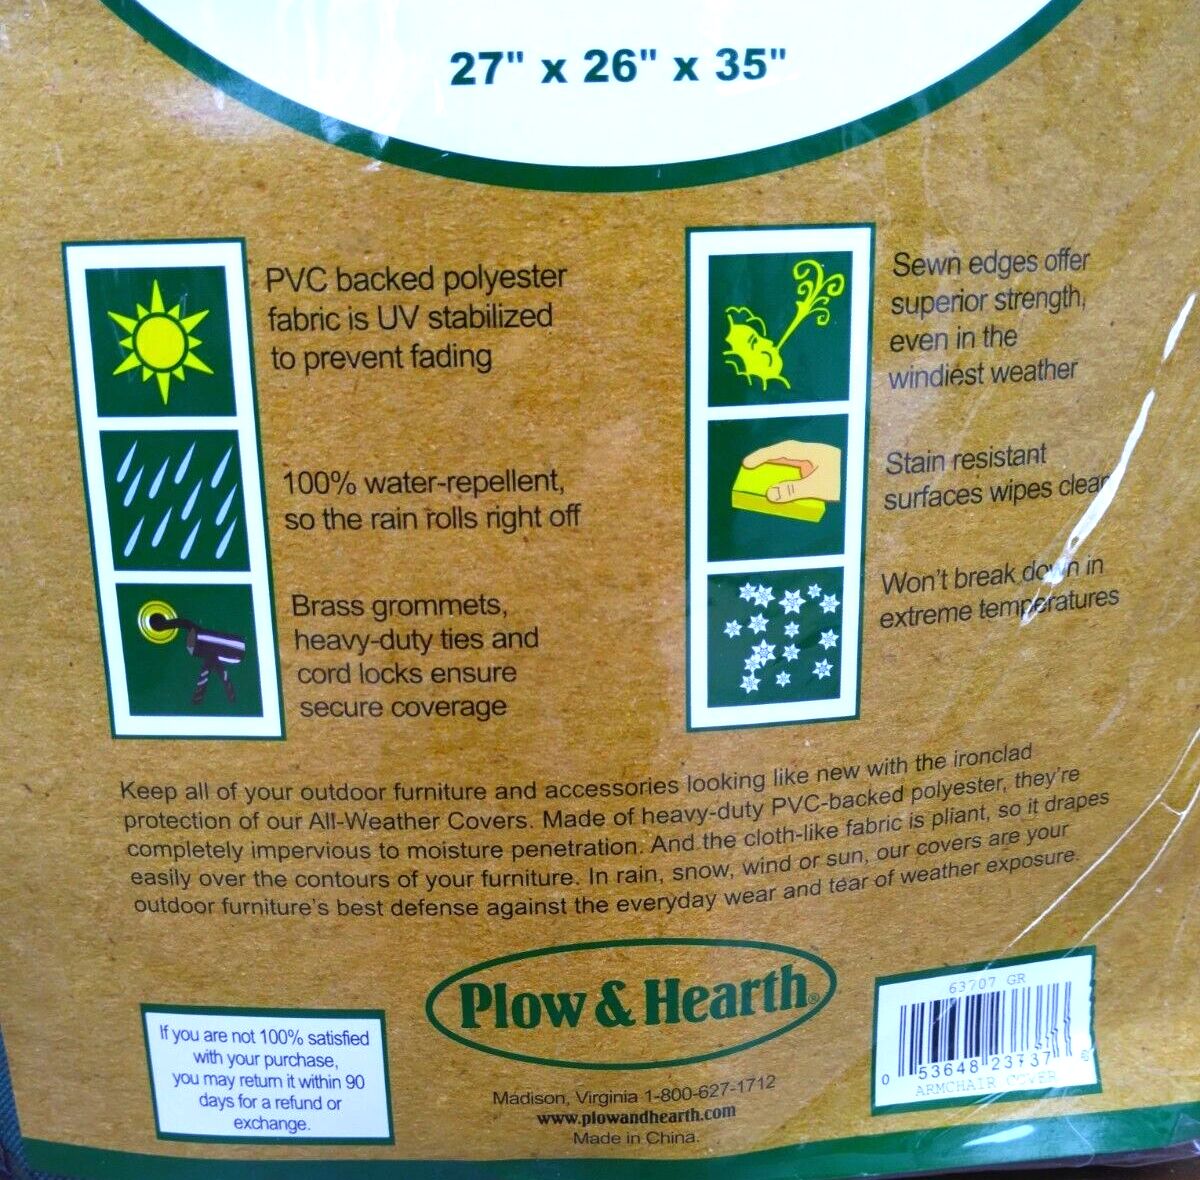 27" x 26" x 35"
PVC backed polyester
fabric is UV stabilized
to prevent fading
100% water-repellent,
so the rain rolls right off
Brass grommets,
heavy-duty ties and
cord locks ensure
secure coverage
Sewn edges offer
superior strength,
even in the
windiest weather
Stain resistant
surfaces wipes clean
Won't break down in
extreme temperatures
Keep all of your outdoor furniture and accessories looking like new with the ironclad
protection of our All-Weather Covers. Made of heavy-duty PVC-backed polyester, they're
completely impervious to moisture penetration. And the cloth-like fabric is pliant, so it drapes
easily over the contours of your furniture. In rain, snow, wind or sun, our covers are your
outdoor furniture's best defense against the everyday wear and tear of weather exposure.
If you are not 100% satisfied
with your purchase,
you may return it within 90
days for a refund or
exchange.
Plow & Hearth®
Madison, Virginia 1-800-627-1712
www.plowandhearth.com
Made in China.
63707 GR
0 53648 23737
ARMCHAIR COVER